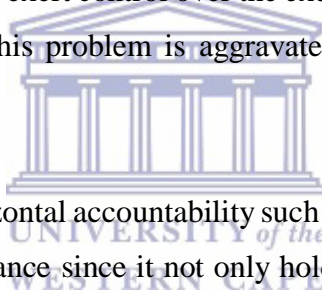 his problem is aggravate
zontal accountability such
UNIVERSITY of the
ance since it not only hol
WESTERN CAPE